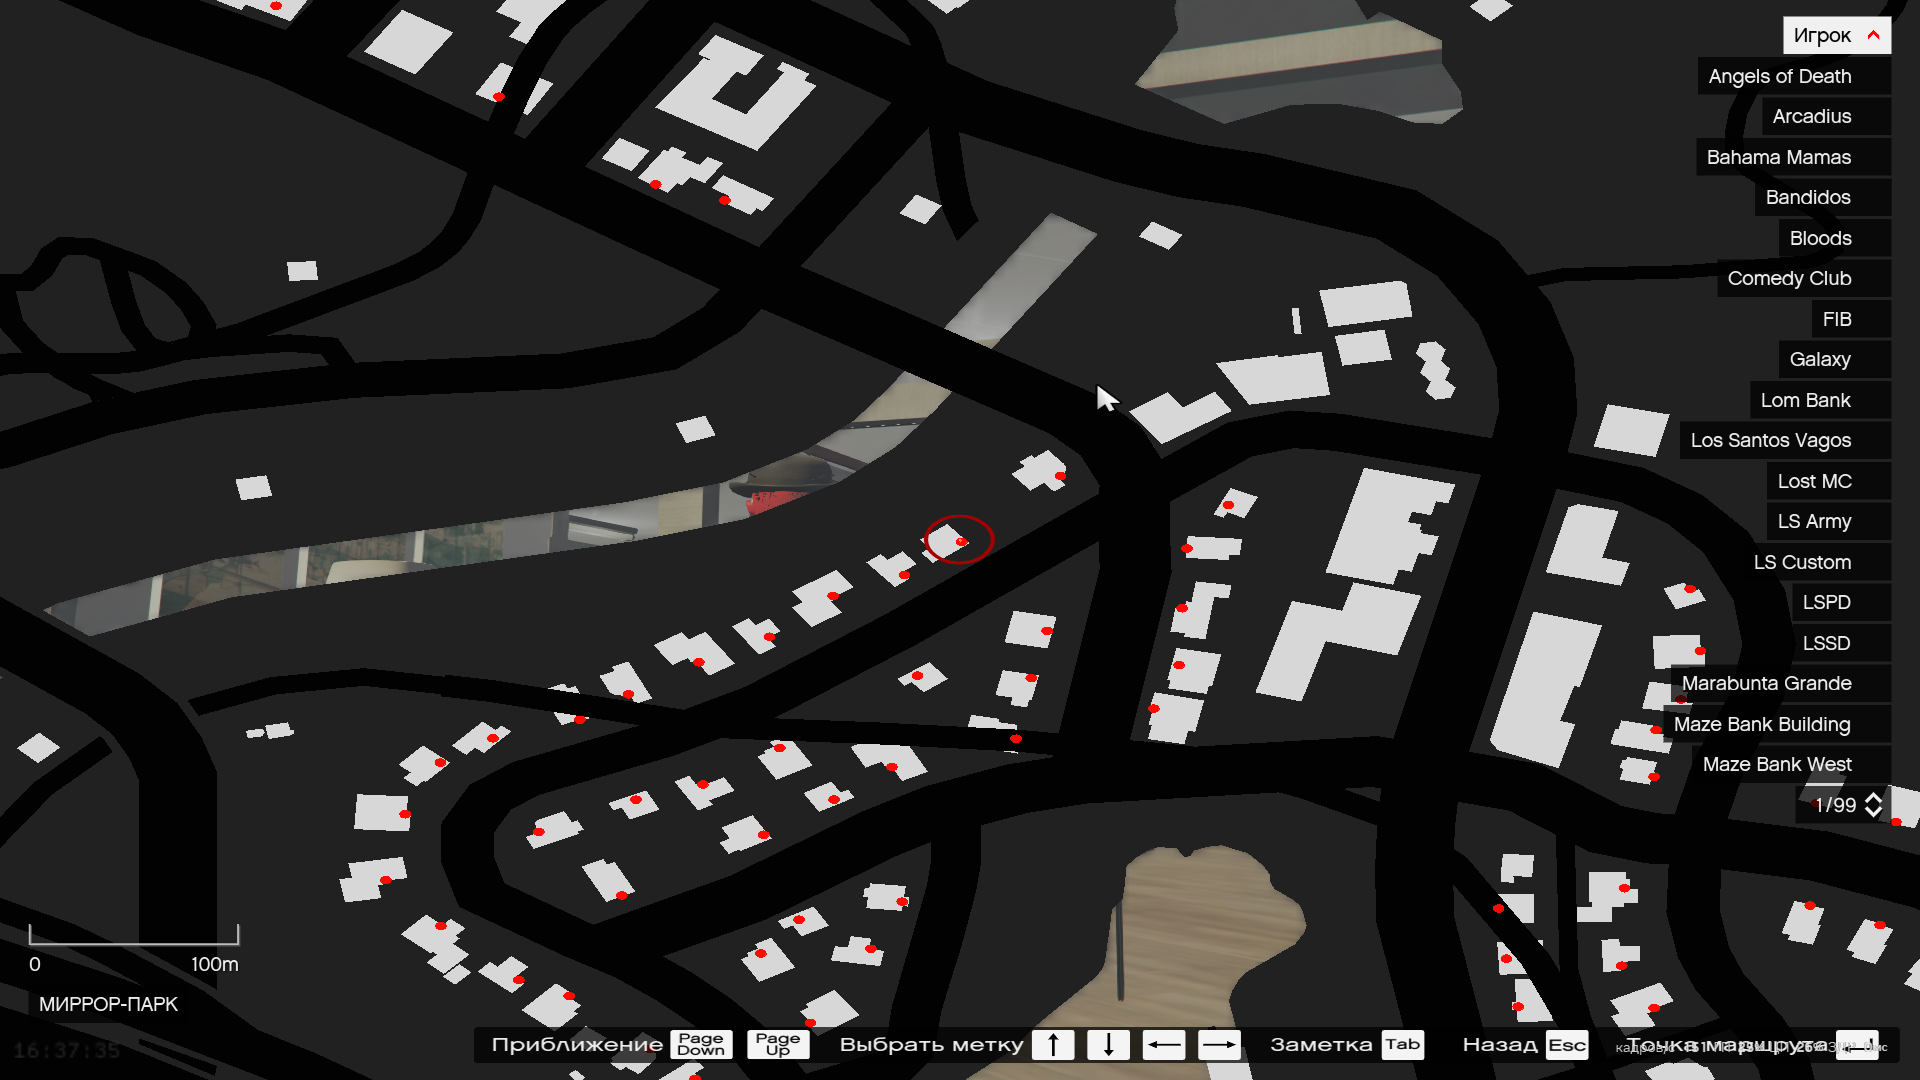 Игрок
Angels of Death
Arcadius
Bahama Mamas
Bandidos
Bloods
Comedy Club
FIB
Galaxy
Lom Bank
Los Santos Vagos
Lost MC
LS Army
LS Custom
LSPD
LSSD
Marabunta Grande
Maze Bank Building
Maze Bank West
1/99
0 100m
МИРРОР-ПАРК
16:37:35
Приближение Page Down Page Up Выбрать метку Заметка Tab Назад Esc Точка маршрута